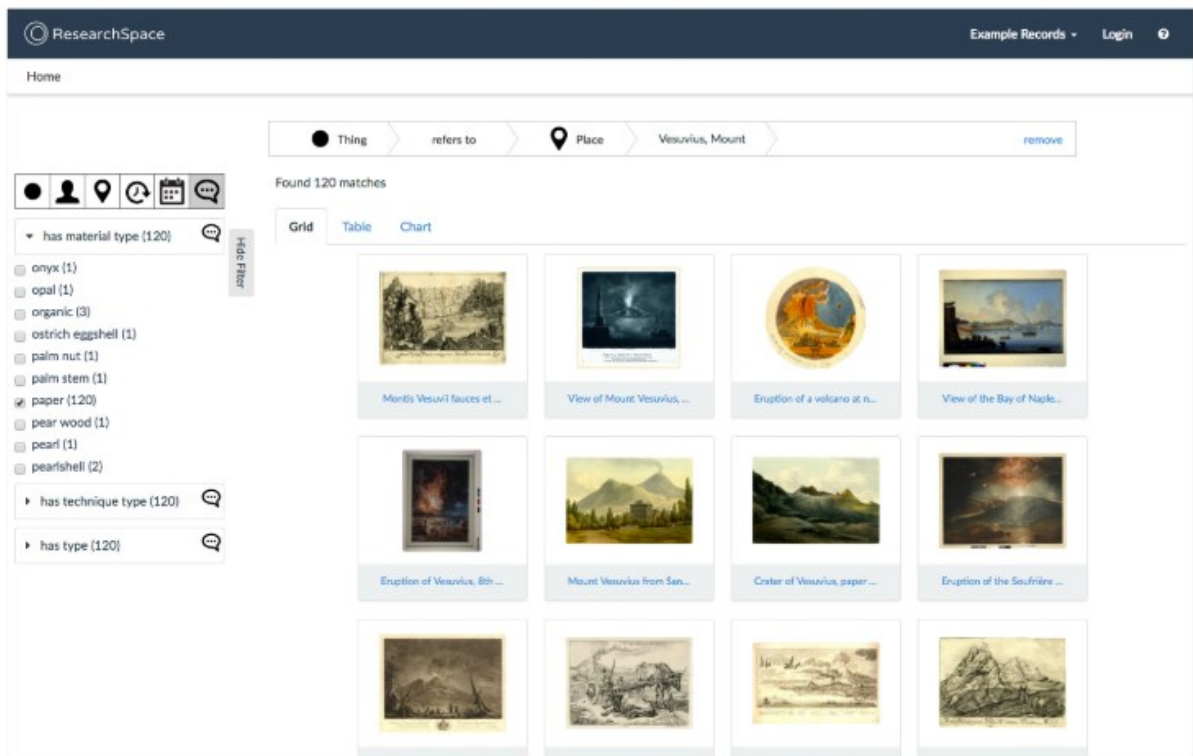 ResearchSpace
Example Records
Login
?
Home
Thing
refers to
Place
Vesuvius, Mount
remove
Found 120 matches
Grid
Table
Chart
has material type (120)
Hide Filter
onyx (1)
opal (1)
organic (3)
ostrich eggshell (1)
palm nut (1)
palm stem (1)
paper (120)
pear wood (1)
pearl (1)
pearlshell (2)
has technique type (120)
has type (120)
Montis Vesuvii fauces et ...
View of Mount Vesuvius, ...
Eruption of a volcano at n...
View of the Bay of Naple...
Eruption of Vesuvius, 8th ...
Mount Vesuvius from San...
Crater of Vesuvius, paper ...
Eruption of the Soufrière ...